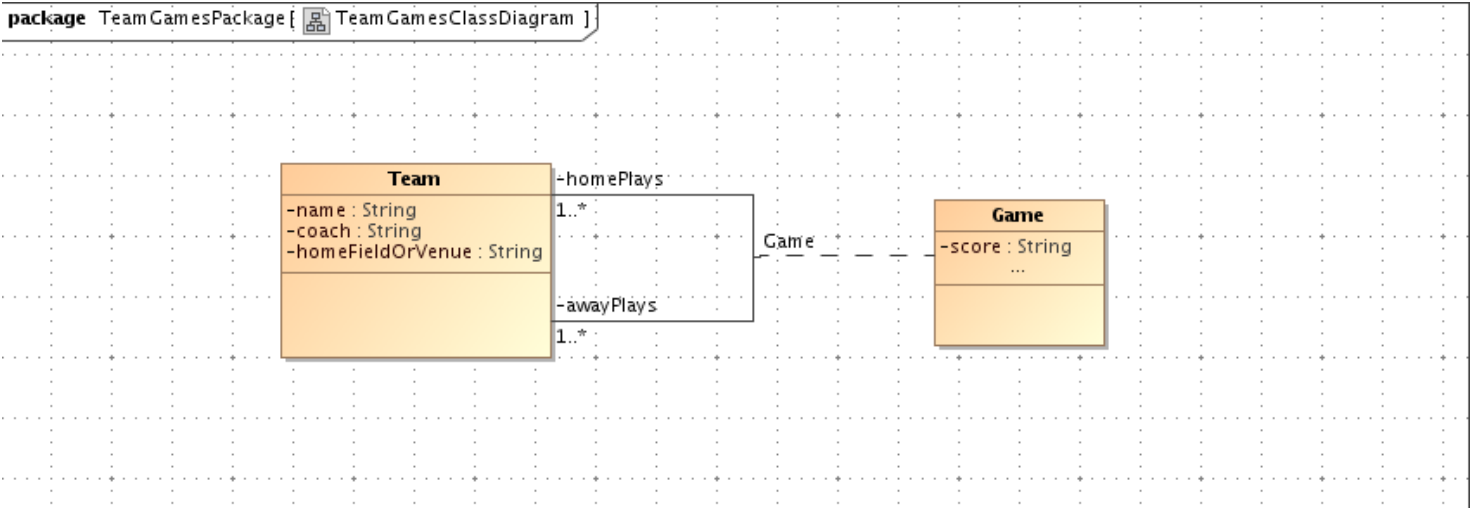 package TeamGamesPackage[ TeamGamesClassDiagram ]
Team
-name : String
-coach : String
-homeFieldOrVenue : String
-homePlays
1..*
-awayPlays
1..*
Game
Game
-score : String
...